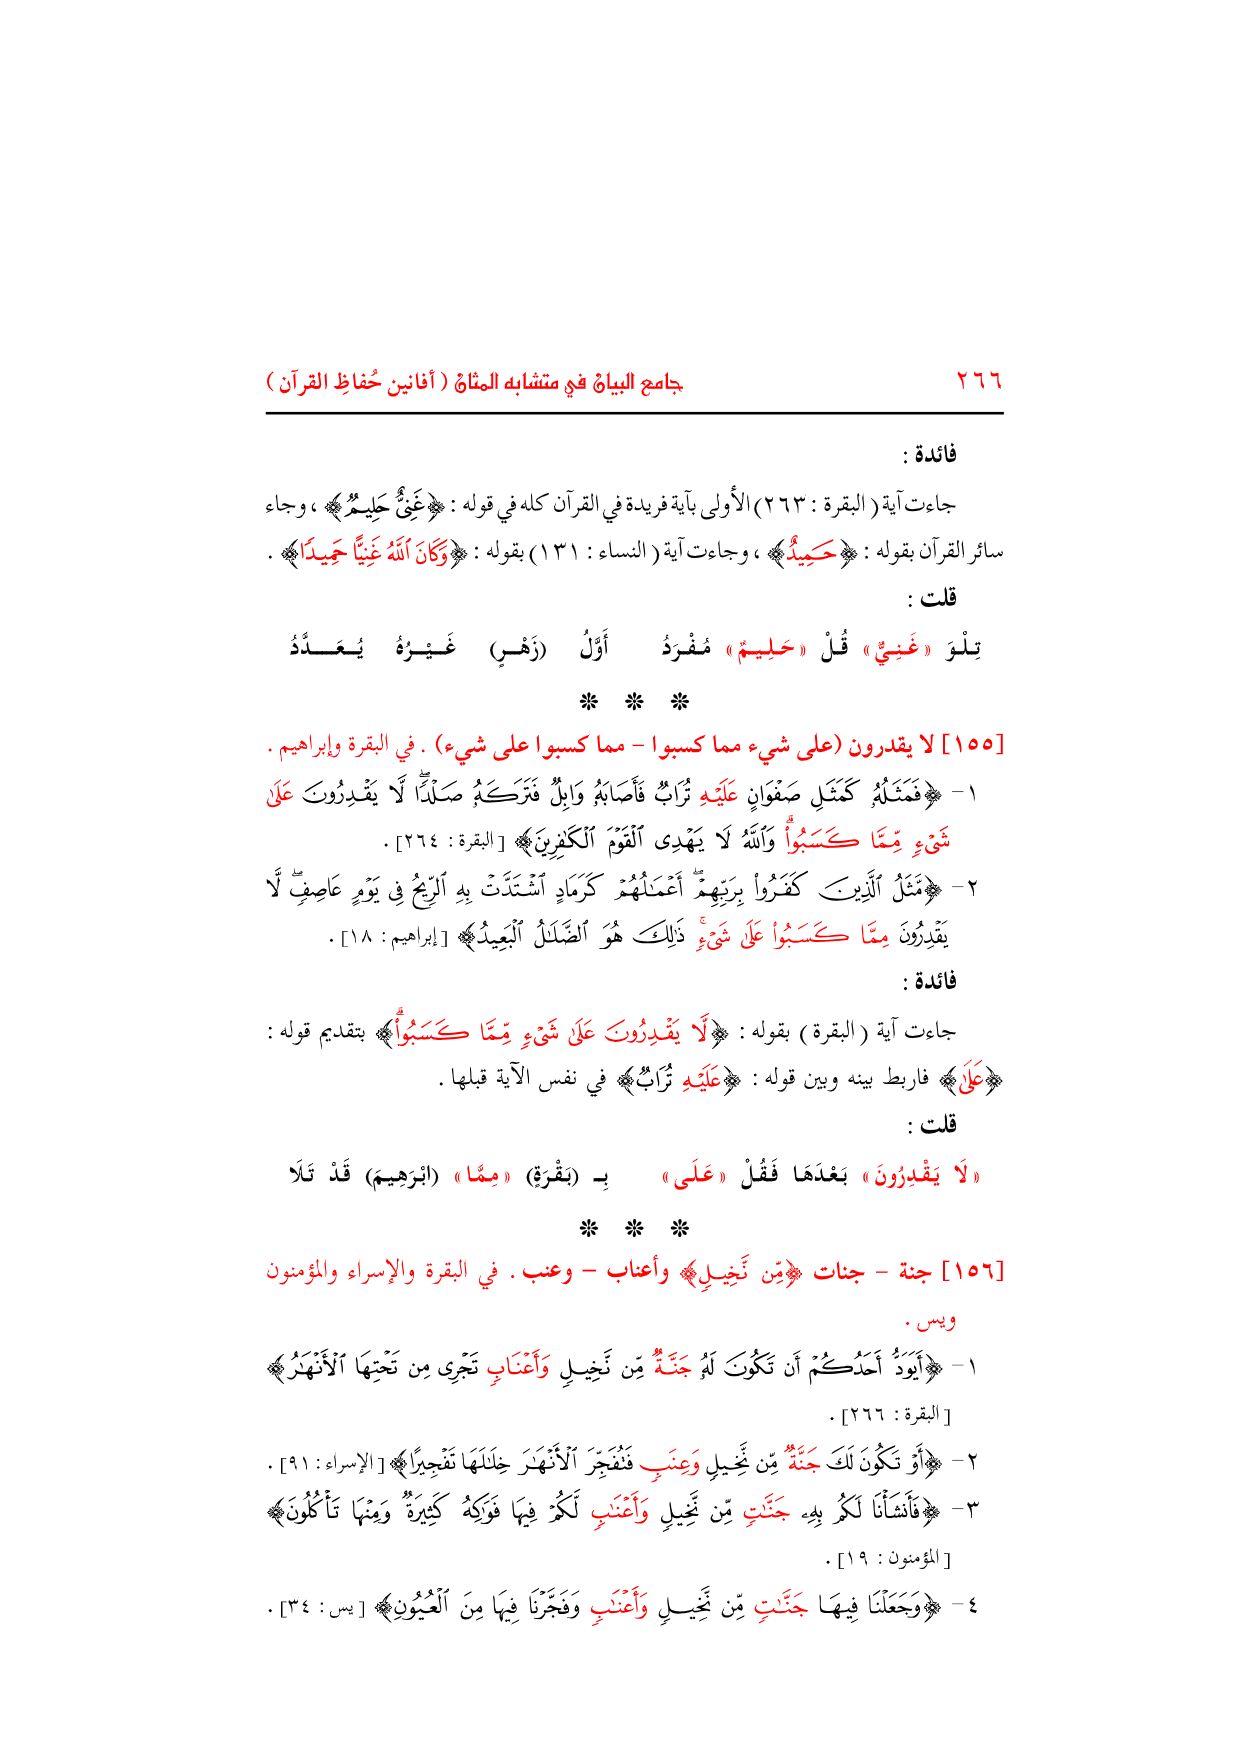 ٢٦٦ جامع البيان في متشابه المثان ( أفانين حُفاظِ القرآن )
فائدة :
جاءت آية ( البقرة : ٢٦٣) الأولى بآية فريدة في القرآن كله في قوله : ﴿غَنِىٌّ حَلِيمٌ﴾ ، وجاء
سائر القرآن بقوله : ﴿حَمِيدٌ﴾ ، وجاءت آية ( النساء : ١٣١) بقوله : ﴿وَكَانَ ٱللَّهُ غَنِيًّا حَمِيدًا﴾ .
قلت :
تِلْوَ « غَنِيٌّ » قُلْ « حَلِيمٌ » مُفْرَدُ أَوَّلُ (زَهْرٍ) غَيْرُهُ يُعَدَّدُ
❊ ❊ ❊
[١٥٥] لا يقدرون (على شيء مما كسبوا – مما كسبوا على شيء) . في البقرة وإبراهيم .
١ – ﴿فَمَثَلُهُۥ كَمَثَلِ صَفْوَانٍ عَلَيْهِ تُرَابٌ فَأَصَابَهُۥ وَابِلٌ فَتَرَكَهُۥ صَلْدًاۖ لَّا يَقْدِرُونَ عَلَىٰ
شَىْءٍ مِّمَّا كَسَبُوا۟ۗ وَٱللَّهُ لَا يَهْدِى ٱلْقَوْمَ ٱلْكَٰفِرِينَ﴾ [البقرة : ٢٦٤] .
٢ – ﴿مَّثَلُ ٱلَّذِينَ كَفَرُوا۟ بِرَبِّهِمْۖ أَعْمَٰلُهُمْ كَرَمَادٍ ٱشْتَدَّتْ بِهِ ٱلرِّيحُ فِى يَوْمٍ عَاصِفٍۖ لَّا
يَقْدِرُونَ مِمَّا كَسَبُوا۟ عَلَىٰ شَىْءٍۚ ذَٰلِكَ هُوَ ٱلضَّلَٰلُ ٱلْبَعِيدُ﴾ [إبراهيم : ١٨] .
فائدة :
جاءت آية ( البقرة ) بقوله : ﴿لَّا يَقْدِرُونَ عَلَىٰ شَىْءٍ مِّمَّا كَسَبُوا۟ۗ﴾ بتقديم قوله :
﴿عَلَىٰ﴾ فاربط بينه وبين قوله : ﴿عَلَيْهِ تُرَابٌ﴾ في نفس الآية قبلها .
قلت :
« لَا يَقْدِرُونَ » بَعْدَهَا فَقُلْ « عَلَى » بِـ (بَقْرَةٍ) « مِمَّا » (ابْرَهِيمَ) قَدْ تَلَا
❊ ❊ ❊
[١٥٦] جنة – جنات ﴿مِّن نَّخِيلٍ﴾ وأعناب – وعنب . في البقرة والإسراء والمؤمنون
ويس .
١ – ﴿أَيَوَدُّ أَحَدُكُمْ أَن تَكُونَ لَهُۥ جَنَّةٌ مِّن نَّخِيلٍ وَأَعْنَابٍ تَجْرِى مِن تَحْتِهَا ٱلْأَنْهَٰرُ﴾
[البقرة : ٢٦٦] .
٢ – ﴿أَوْ تَكُونَ لَكَ جَنَّةٌ مِّن نَّخِيلٍ وَعِنَبٍ فَتُفَجِّرَ ٱلْأَنْهَٰرَ خِلَٰلَهَا تَفْجِيرًا﴾ [الإسراء : ٩١] .
٣ – ﴿فَأَنشَأْنَا لَكُم بِهِۦ جَنَّٰتٍ مِّن نَّخِيلٍ وَأَعْنَٰبٍ لَّكُمْ فِيهَا فَوَٰكِهُ كَثِيرَةٌ وَمِنْهَا تَأْكُلُونَ﴾
[المؤمنون : ١٩] .
٤ – ﴿وَجَعَلْنَا فِيهَا جَنَّٰتٍ مِّن نَّخِيلٍ وَأَعْنَٰبٍ وَفَجَّرْنَا فِيهَا مِنَ ٱلْعُيُونِ﴾ [يس : ٣٤] .